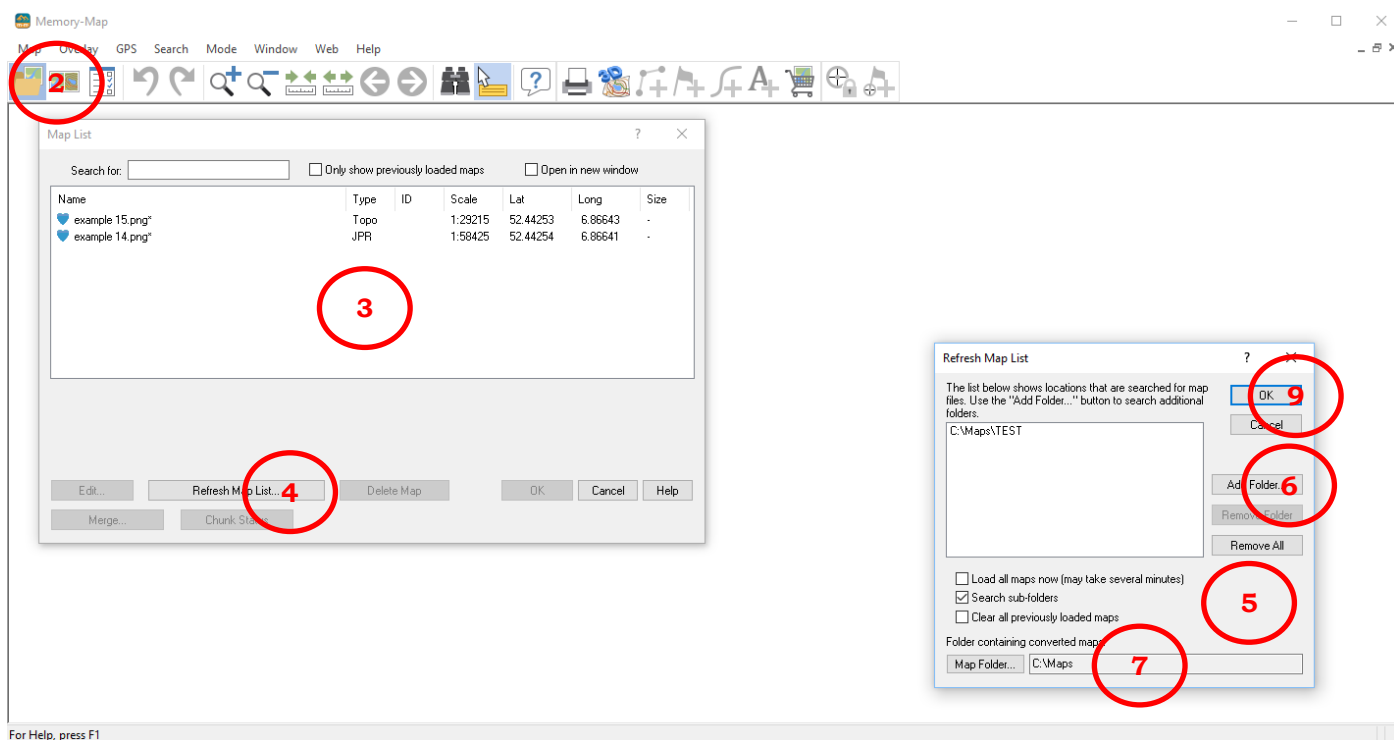 Memory-Map
Map Overlay GPS Search Mode Window Web Help
2
Map List ?
Search for: Only show previously loaded maps Open in new window
Name Type ID Scale Lat Long Size
example 15.png* Topo 1:29215 52.44253 6.86643 -
example 14.png* JPR 1:58425 52.44254 6.86641 -
3
Edit... Refresh Map List... Delete Map OK Cancel Help
4
Merge... Chunk Status
Refresh Map List ?
The list below shows locations that are searched for map
files. Use the "Add Folder..." button to search additional
folders.
OK
9
Cancel
C:\Maps\TEST
Add Folder...
6
Remove Folder
Remove All
Load all maps now (may take several minutes)
Search sub-folders
Clear all previously loaded maps
5
Folder containing converted maps
Map Folder... C:\Maps
7
For Help, press F1